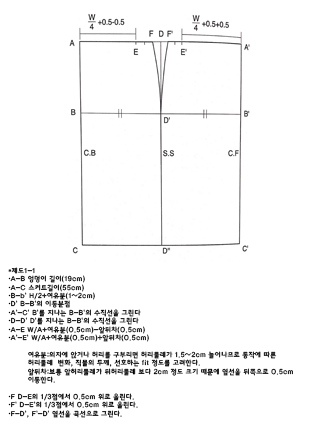 W/4 +0.5-0.5
W/4 +0.5+0.5
F D F'
A
E
E'
A'
B
D'
B'
C.B
S.S
C.F
C
D"
C'
*제도1-1
·A-B 엉덩이 길이(19cm)
·A-C 스커트길이(55cm)
·B-b' H/2+여유분(1~2cm)
·D' B-B'의 이등분점
·A'-C' B'를 지나는 B-B'의 수직선을 그린다
·D-D' D'를 지나는 B-B'의 수직선을 그린다
·A-E W/A+여유분(0.5cm)-앞뒤차(0.5cm)
·A'-E' W/A+여유분(0.5cm)+앞뒤차(0.5cm)
여유분:의자에 앉거나 허리를 구부리면 허리둘레가 1.5~2cm 늘어나므로 동작에 따른
허리둘레 변화, 직물의 두께, 선호하는 fit 정도를 고려한다.
앞뒤차:보통 앞허리둘레가 뒤허리둘레 보다 2cm 정도 크기 때문에 옆선을 뒤쪽으로 0.5cm
이동한다.
·F D-E의 1/3점에서 0.5cm 위로 올린다.
·F' D-E'의 1/3점에서 0.5cm 위로 올린다.
·F-D', F'-D' 옆선을 곡선으로 그린다.